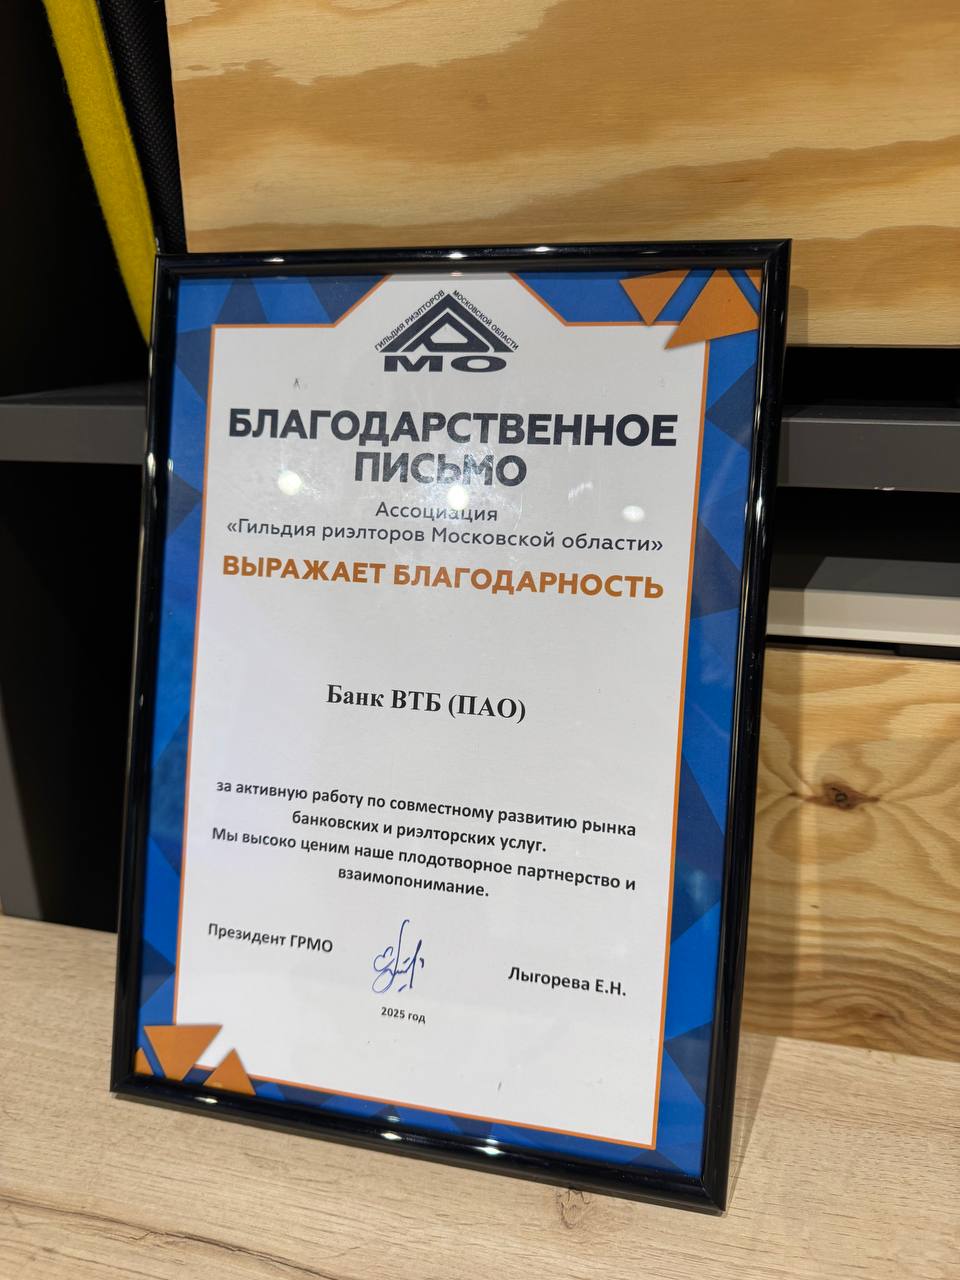 ГИЛЬДИЯ РИЭЛТОРОВ МОСКОВСКОЙ ОБЛАСТИ
МО
БЛАГОДАРСТВЕННОЕ
ПИСЬМО
Ассоциация
«Гильдия риэлторов Московской области»
ВЫРАЖАЕТ БЛАГОДАРНОСТЬ
Банк ВТБ (ПАО)
за активную работу по совместному развитию рынка
банковских и риэлторских услуг.
Мы высоко ценим наше плодотворное партнерство и
взаимопонимание.
Президент ГРМО
Лыгорева Е.Н.
2025 год